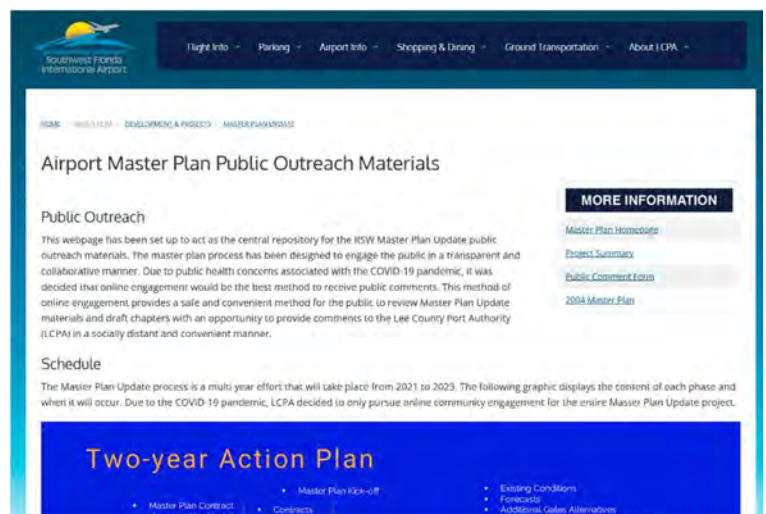 Southwest Florida
International Airport
Flight Info Parking Airport Info Shopping & Dining Ground Transportation About LCPA
HOME ABOUT LCPA DEVELOPMENT & PROJECTS MASTER PLAN UPDATE
Airport Master Plan Public Outreach Materials
MORE INFORMATION
Master Plan Homepage
Project Summary
Public Comment Form
2004 Master Plan
Public Outreach
This webpage has been set up to act as the central repository for the RSW Master Plan Update public
outreach materials. The master plan process has been designed to engage the public in a transparent and
collaborative manner. Due to public health concerns associated with the COVID-19 pandemic, it was
decided that online engagement would be the best method to receive public comments. This method of
online engagement provides a safe and convenient method for the public to review Master Plan Update
materials and draft chapters with an opportunity to provide comments to the Lee County Port Authority
(LCPA) in a socially distant and convenient manner.
Schedule
The Master Plan Update process is a multi year effort that will take place from 2021 to 2023. The following graphic displays the content of each phase and
when it will occur. Due to the COVID-19 pandemic, LCPA decided to only pursue online community engagement for the entire Master Plan Update project.
Two-year Action Plan
• Master Plan Contract
• Master Plan Kick-off
• Contracts
• Existing Conditions
• Forecasts
• Additional Gates Alternatives